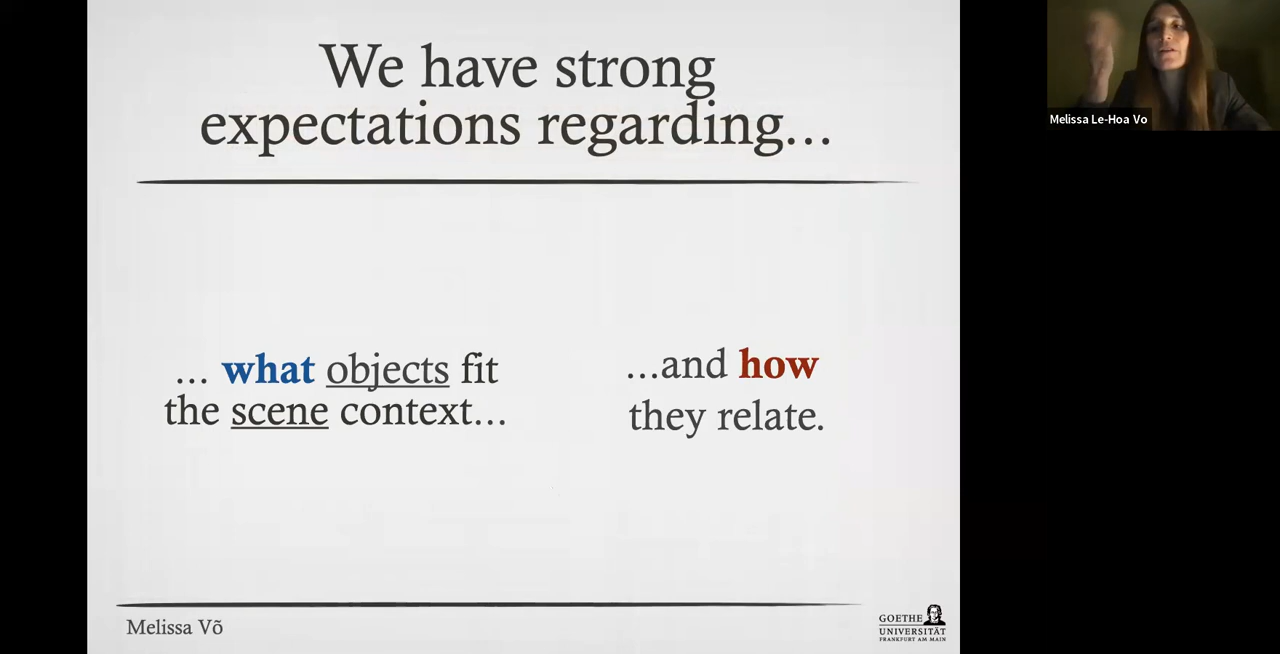 We have strong
expectations regarding...
... what objects fit
the scene context...
...and how
they relate.
Melissa Võ
GOETHE
UNIVERSITÄT
FRANKFURT AM MAIN
Melissa Le-Hoa Vo